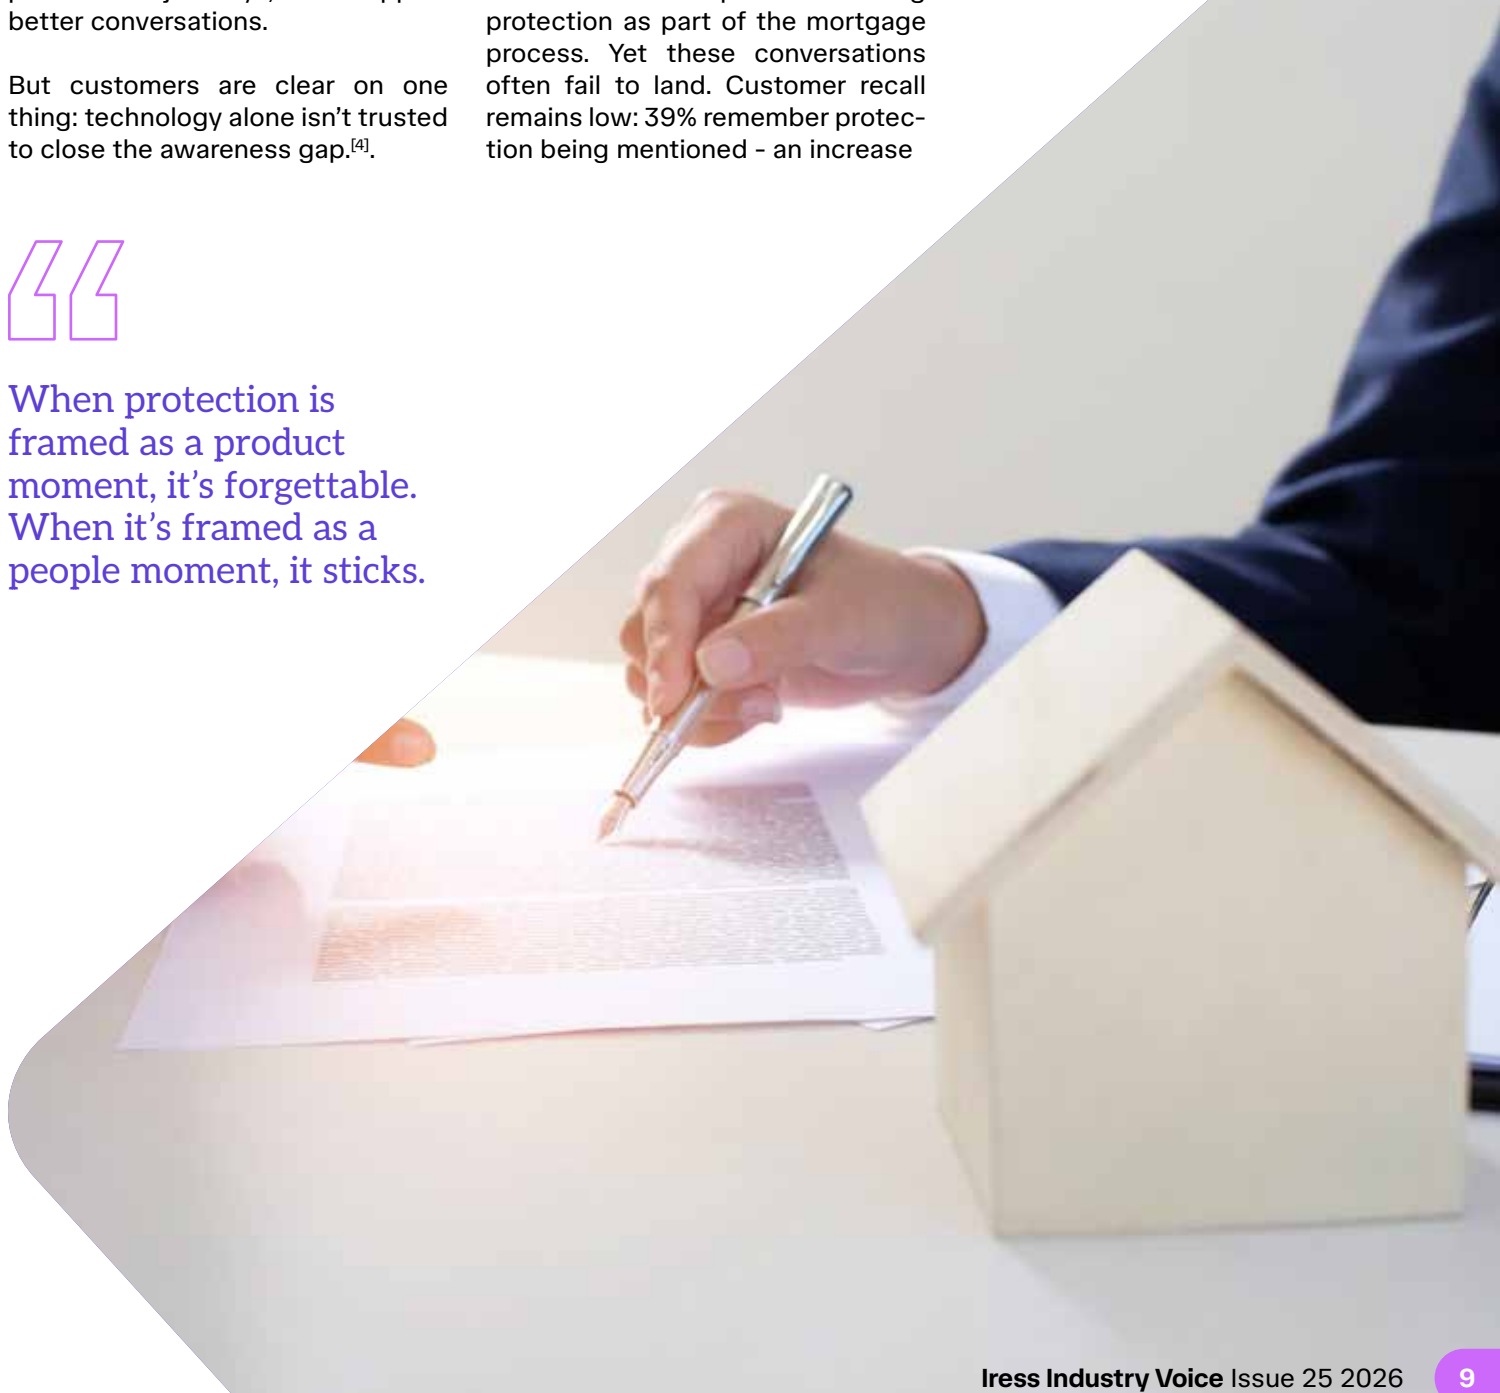 better conversations.
But customers are clear on one
thing: technology alone isn’t trusted
to close the awareness gap.[4].
protection as part of the mortgage
process. Yet these conversations
often fail to land. Customer recall
remains low: 39% remember protec-
tion being mentioned - an increase
When protection is
framed as a product
moment, it’s forgettable.
When it’s framed as a
people moment, it sticks.
Iress Industry Voice Issue 25 2026
9